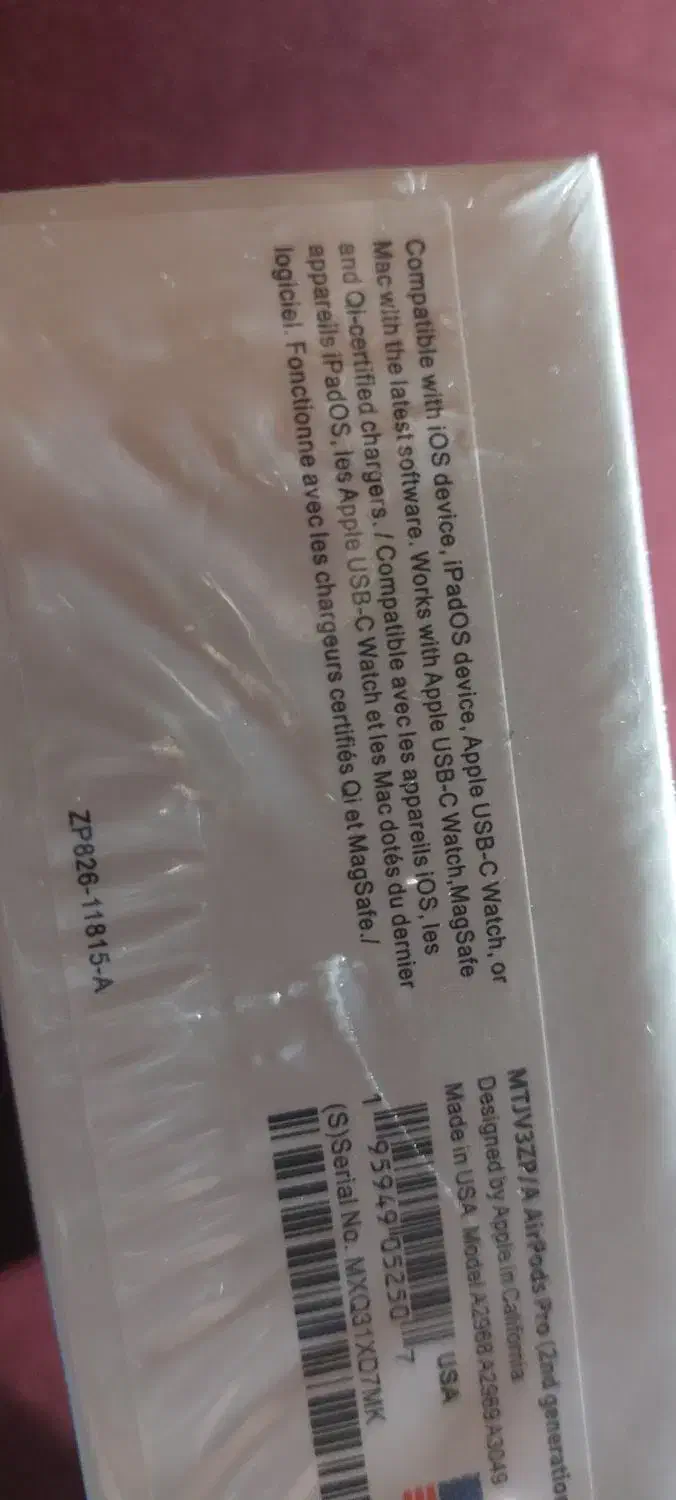 Compatible with iOS device, iPadOS device, Apple USB-C Watch, or
Mac with the latest software. Works with Apple USB-C Watch,MagSafe
and Qi-certified chargers. / Compatible avec les appareils iOS, les
appareils iPadOS, les Apple USB-C Watch et les Mac dotés du dernier
logiciel. Fonctionne avec les chargeurs certifiés Qi et MagSafe./
ZP826-11815-A
MTJV3ZP/A AirPods Pro (2nd generation
Designed by Apple in California
Made in USA Model A2968 A2969 A3049
USA
1 95949 05250 7
(S)Serial No. MXQ31XD7MK